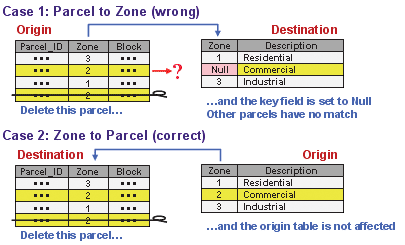 Case 1: Parcel to Zone (wrong)
Origin
Destination
Parcel_ID Zone Block
••• 3 •••
••• 2 •••
••• 1 •••
••• 2 •••
?
Zone Description
1 Residential
Null Commercial
3 Industrial
Delete this parcel…
…and the key field is set to Null
Other parcels have no match
Case 2: Zone to Parcel (correct)
Destination
Origin
Parcel_ID Zone Block
••• 3 •••
••• 2 •••
••• 1 •••
••• 2 •••
Zone Description
1 Residential
2 Commercial
3 Industrial
Delete this parcel…
…and the origin table is not affected